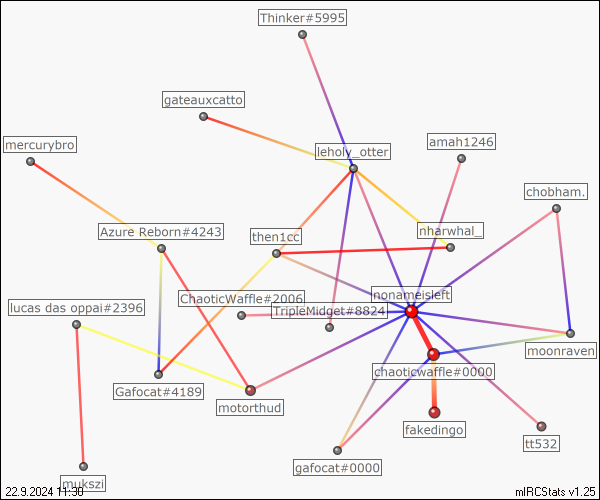 Thinker#5995
gateauxcatto
mercurybro
leholy_otter
amah1246
chobham.
Azure Reborn#4243
then1cc
nharwhal_
ChaoticWaffle#2006
nonameisleft
lucas das oppai#2396
TripleMidget#8824
moonraven
chaoticwaffle#0000
Gafocat#4189
motorthud
fakedingo
tt532
gafocat#0000
mukszi
22.9.2024 11:30
mIRCStats v1.25